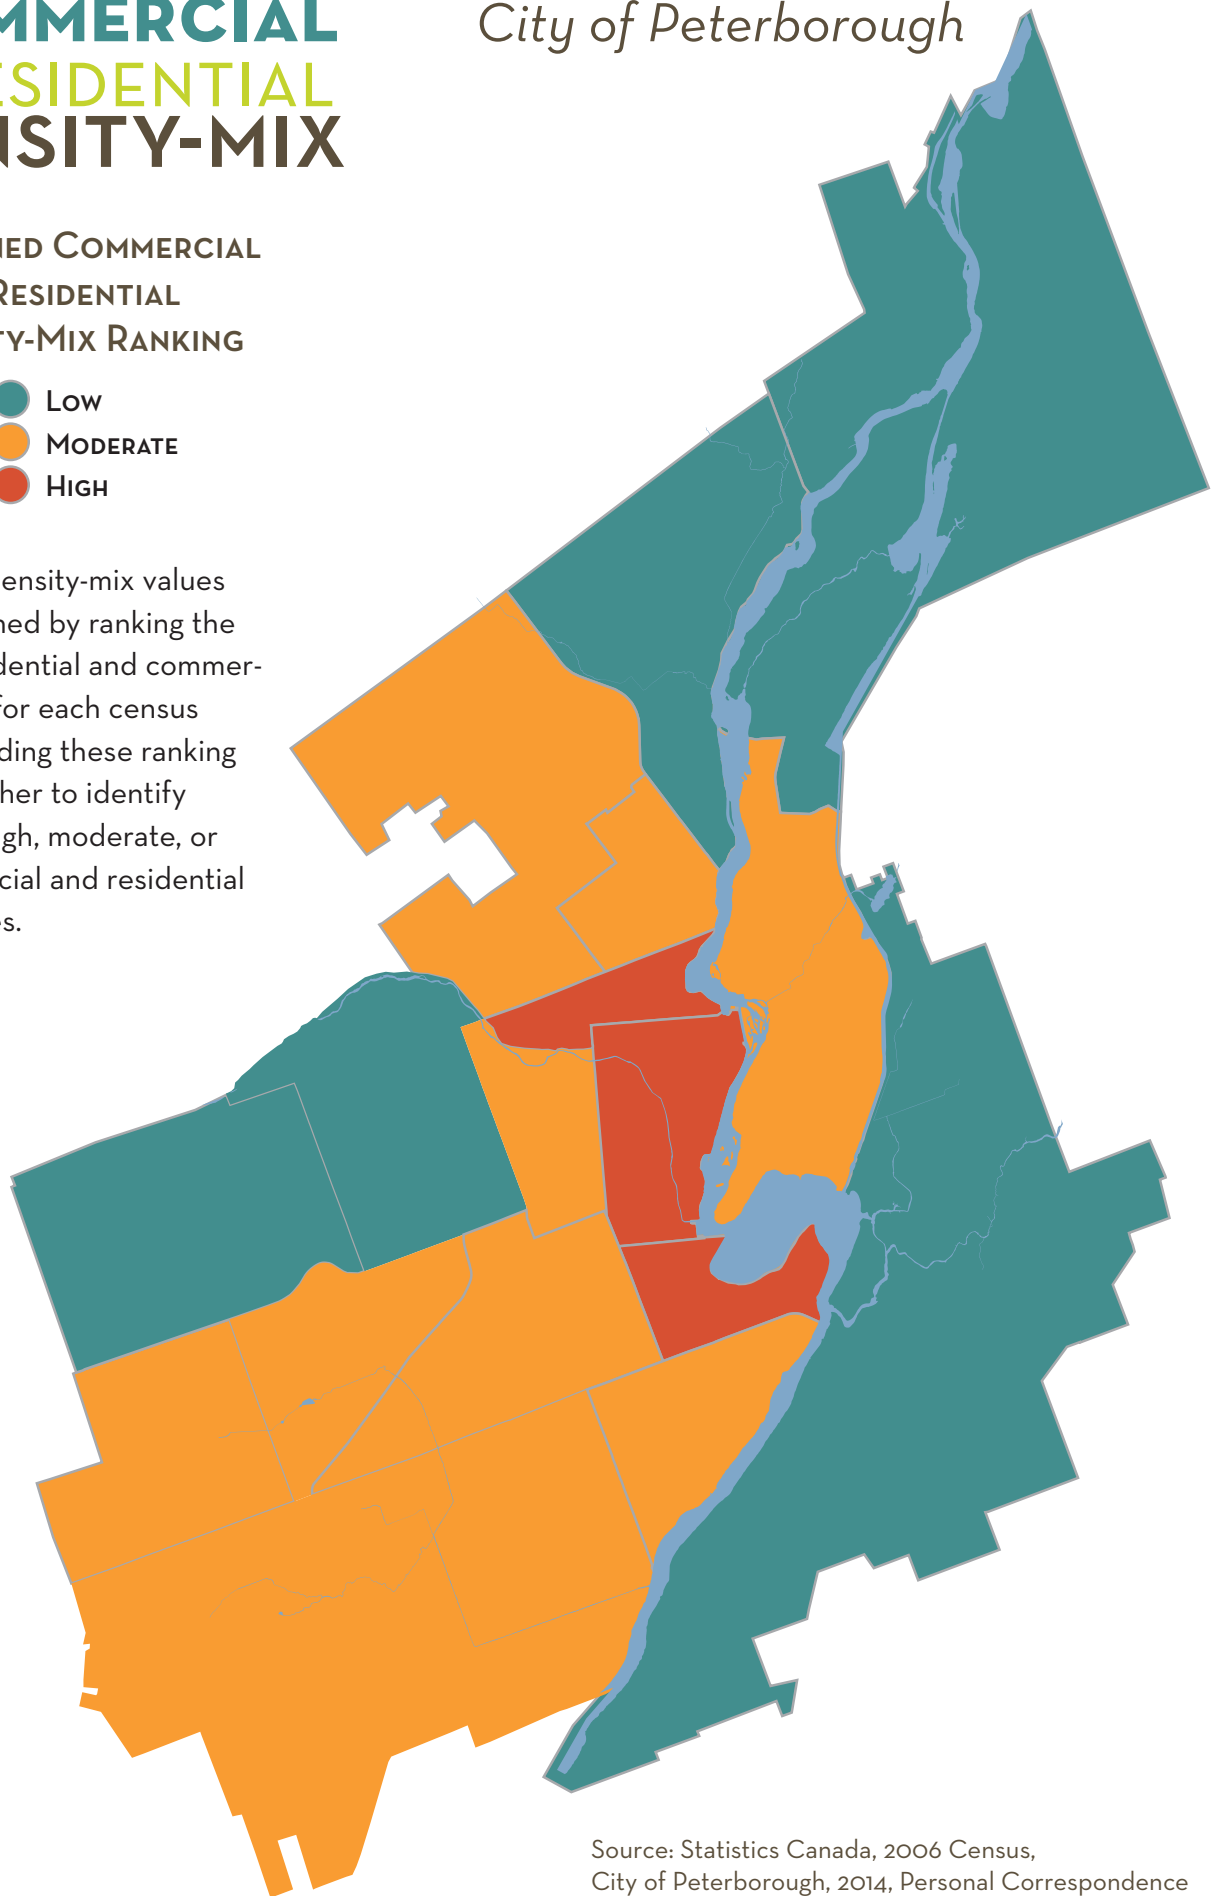 MMERCIAL
ESIDENTIAL
NSITY-MIX
City of Peterborough
NED COMMERCIAL
RESIDENTIAL
TY-MIX RANKING
LOW
MODERATE
HIGH
ensity-mix values
ned by ranking the
dential and commer-
for each census
ding these ranking
ther to identify
gh, moderate, or
cial and residential
es.
Source: Statistics Canada, 2006 Census,
City of Peterborough, 2014, Personal Correspondence